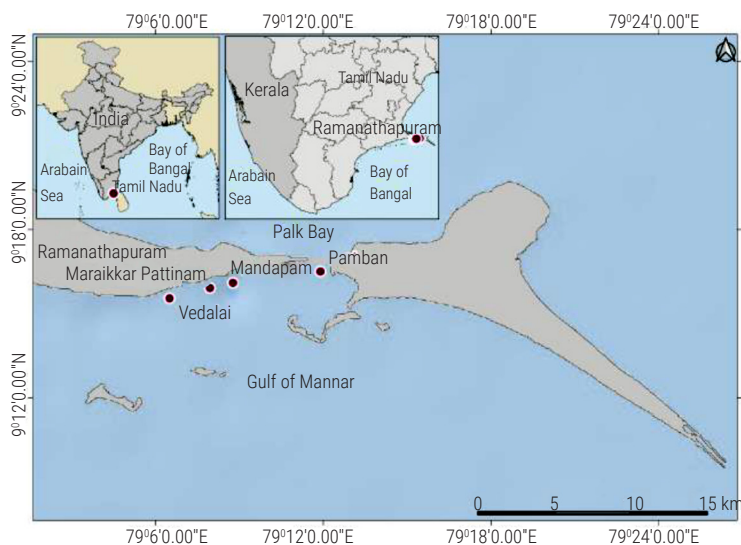 79⁰6'0.00"E 79⁰12'0.00"E 79⁰18'0.00"E 79⁰24'0.00"E
9⁰24'0.00"N
India
Arabain
Sea
Bay of
Bangal
Tamil Nadu
Kerala
Tamil Nadu
Ramanathapuram
Arabain
Sea
Bay of
Bangal
9⁰18'0.00"N
Palk Bay
Ramanathapuram
Pamban
Maraikkar Pattinam
Mandapam
Vedalai
Gulf of Mannar
9⁰12'0.00"N
0 5 10 15 km
79⁰6'0.00"E 79⁰12'0.00"E 79⁰18'0.00"E 79⁰24'0.00"E